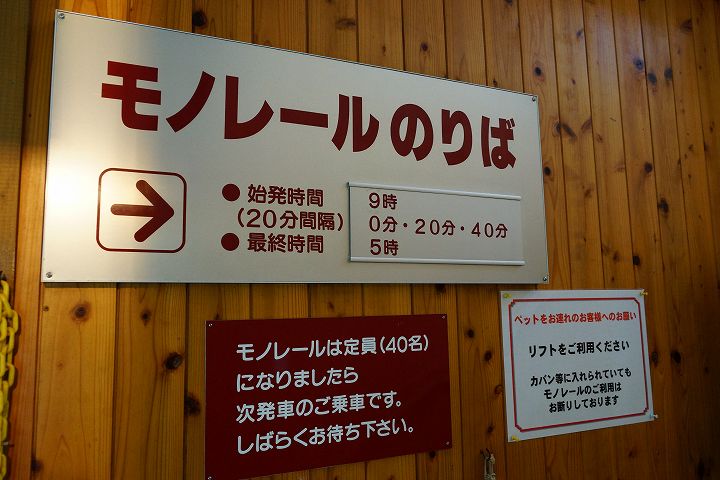 モノレール のりば
●始発時間 9時
(20分間隔) 0分・20分・40分
●最終時間 5時
モノレールは定員(40名)
になりましたら
次発車のご乗車です。
しばらくお待ち下さい。
ペットをお連れのお客様へのお願い
リフトをご利用ください
カバン等に入れられていても
モノレールのご利用は
お断りしております